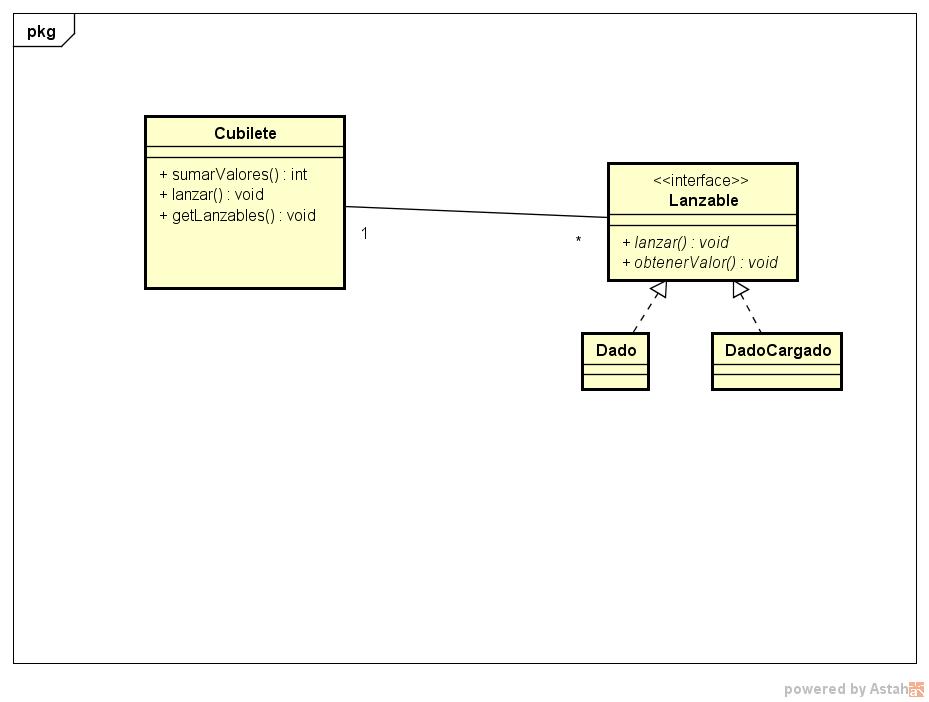 pkg
Cubilete
+ sumarValores() : int
+ lanzar() : void
+ getLanzables() : void
1
*
<<interface>>
Lanzable
+ lanzar() : void
+ obtenerValor() : void
Dado
DadoCargado
powered by Astah